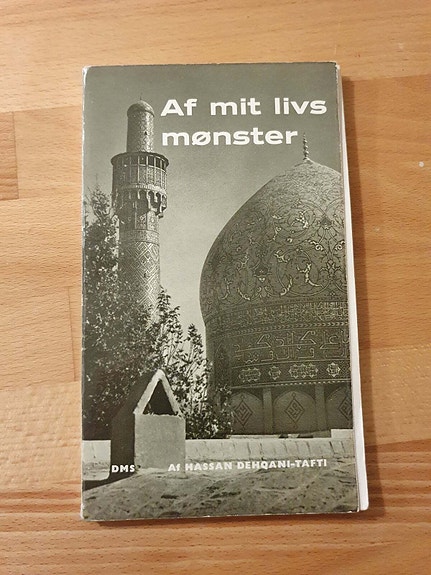 Af mit livs
mønster
DMS Af HASSAN DEHQANI-TAFTI